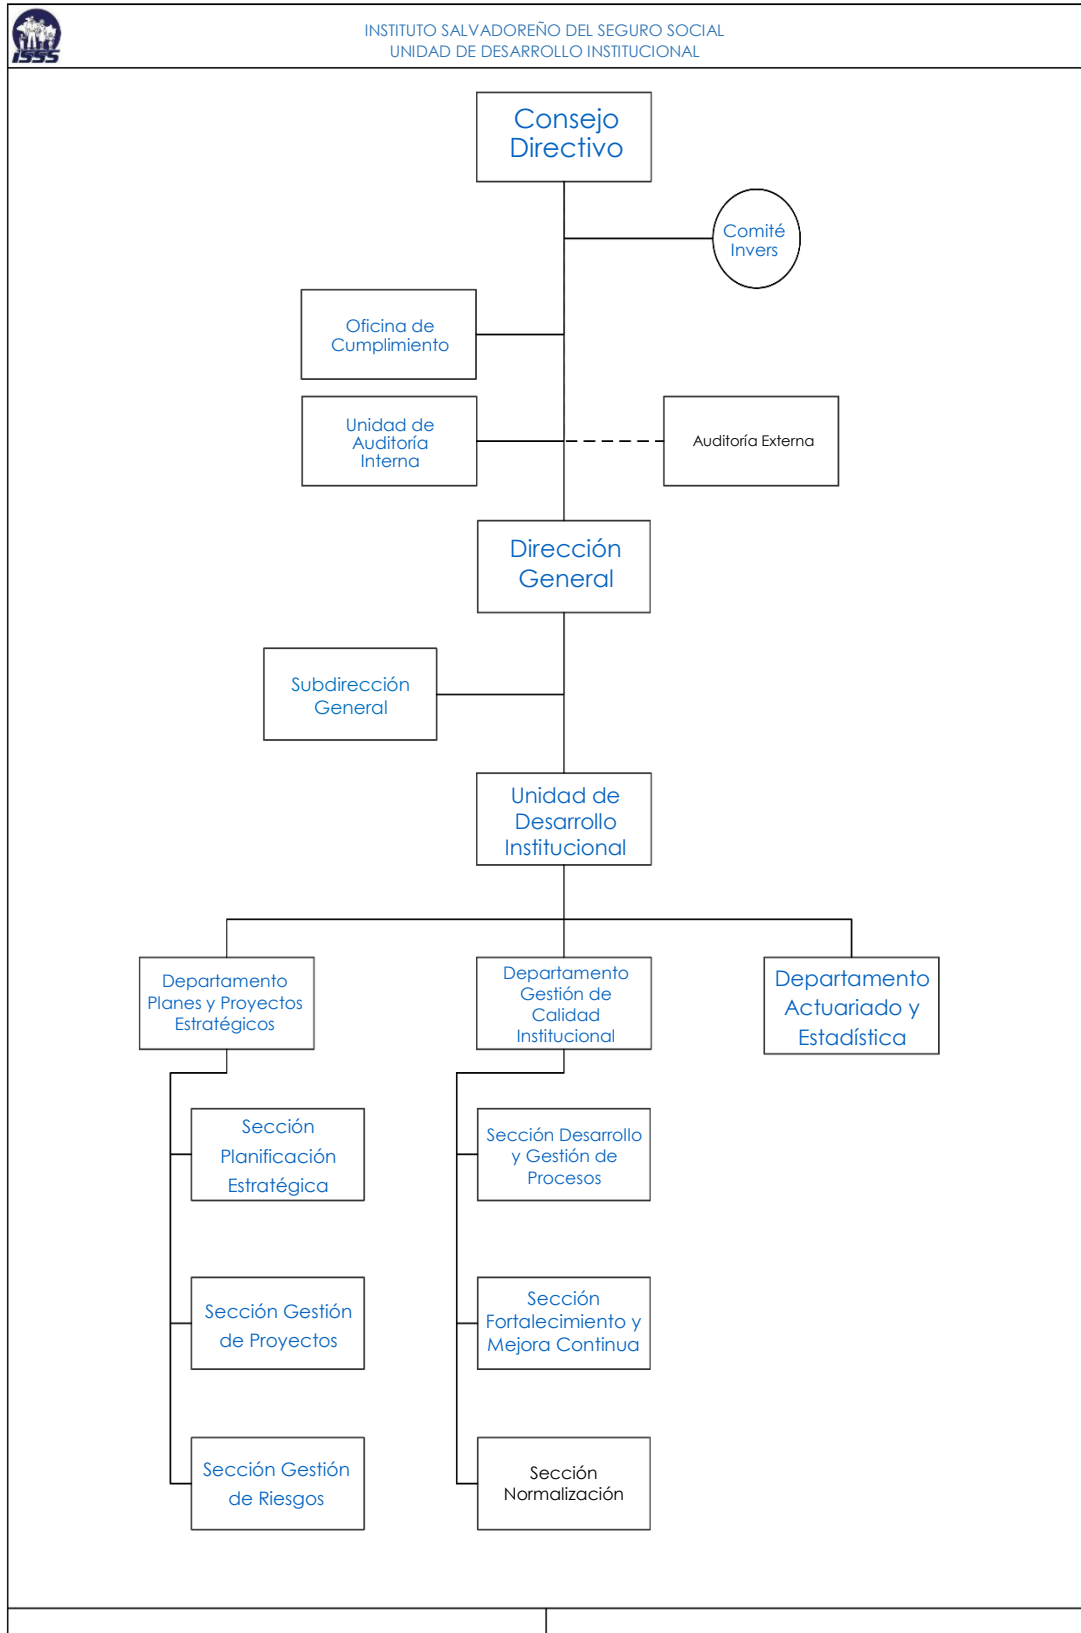 ISSS
INSTITUTO SALVADOREÑO DEL SEGURO SOCIAL
UNIDAD DE DESARROLLO INSTITUCIONAL
Consejo
Directivo
Comité
Invers
Oficina de
Cumplimiento
Unidad de
Auditoría
Interna
Auditoría Externa
Dirección
General
Subdirección
General
Unidad de
Desarrollo
Institucional
Departamento
Planes y Proyectos
Estratégicos
Departamento
Gestión de
Calidad
Institucional
Departamento
Actuariado y
Estadística
Sección
Planificación
Estratégica
Sección Desarrollo
y Gestión de
Procesos
Sección Gestión
de Proyectos
Sección
Fortalecimiento y
Mejora Continua
Sección Gestión
de Riesgos
Sección
Normalización